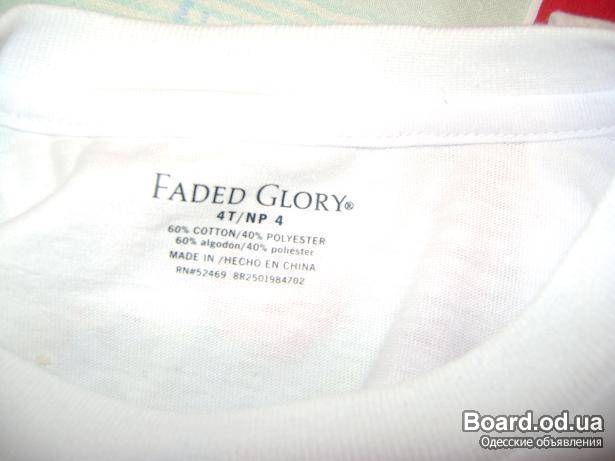 FADED GLORY®
4T/NP 4
60% COTTON/40% POLYESTER
60% algodón/40% poliester
MADE IN /HECHO EN CHINA
RN#52469 8R2501984702
Board.od.ua
Одесские объявления